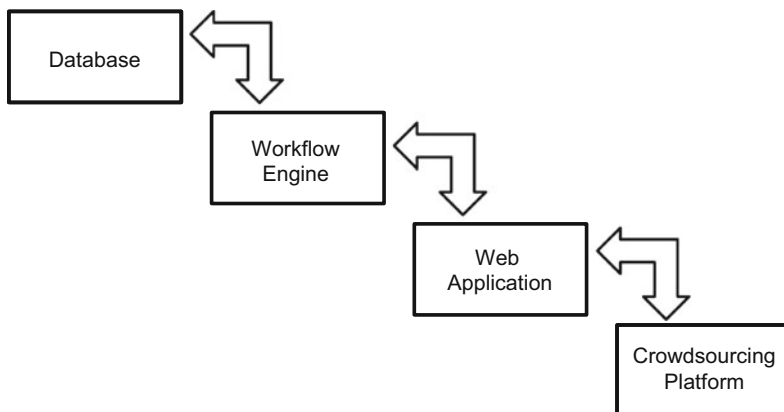 Database
Workflow
Engine
Web
Application
Crowdsourcing
Platform